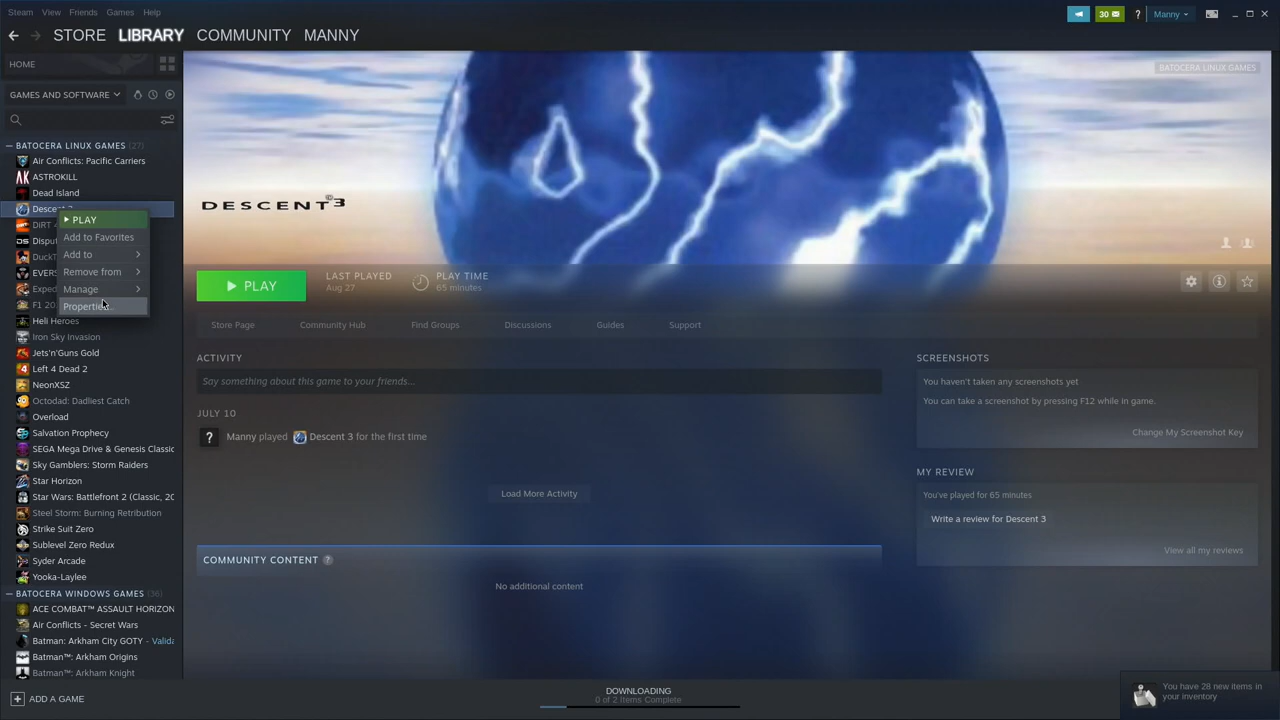 Steam View Friends Games Help
30 ? Manny
STORE LIBRARY COMMUNITY MANNY
HOME
BATOCERA LINUX GAMES
GAMES AND SOFTWARE
BATOCERA LINUX GAMES (27)
Air Conflicts: Pacific Carriers
ASTROKILL
Dead Island
Descent 3
PLAY
DiRT
Add to Favorites
Disput
Add to
DuckT
Remove from
EVERS
Manage
Exped
Properties...
F1 20
Heli Heroes
Iron Sky Invasion
Jets'n'Guns Gold
Left 4 Dead 2
NeonXSZ
Octodad: Dadliest Catch
Overload
Salvation Prophecy
SEGA Mega Drive & Genesis Classic
Sky Gamblers: Storm Raiders
Star Horizon
Star Wars: Battlefront 2 (Classic, 20
Steel Storm: Burning Retribution
Strike Suit Zero
Sublevel Zero Redux
Syder Arcade
Yooka-Laylee
BATOCERA WINDOWS GAMES (36)
ACE COMBAT™ ASSAULT HORIZON
Air Conflicts - Secret Wars
Batman: Arkham City GOTY - Valida
Batman™: Arkham Origins
Batman™: Arkham Knight
DESCENT 3
PLAY
LAST PLAYED
Aug 27
PLAY TIME
65 minutes
Store Page Community Hub Find Groups Discussions Guides Support
ACTIVITY
Say something about this game to your friends...
JULY 10
? Manny played Descent 3 for the first time
Load More Activity
COMMUNITY CONTENT ?
No additional content
SCREENSHOTS
You haven't taken any screenshots yet
You can take a screenshot by pressing F12 while in game.
Change My Screenshot Key
MY REVIEW
You've played for 65 minutes
Write a review for Descent 3
View all my reviews
ADD A GAME
DOWNLOADING
0 of 2 Items Complete
You have 28 new items in
your inventory